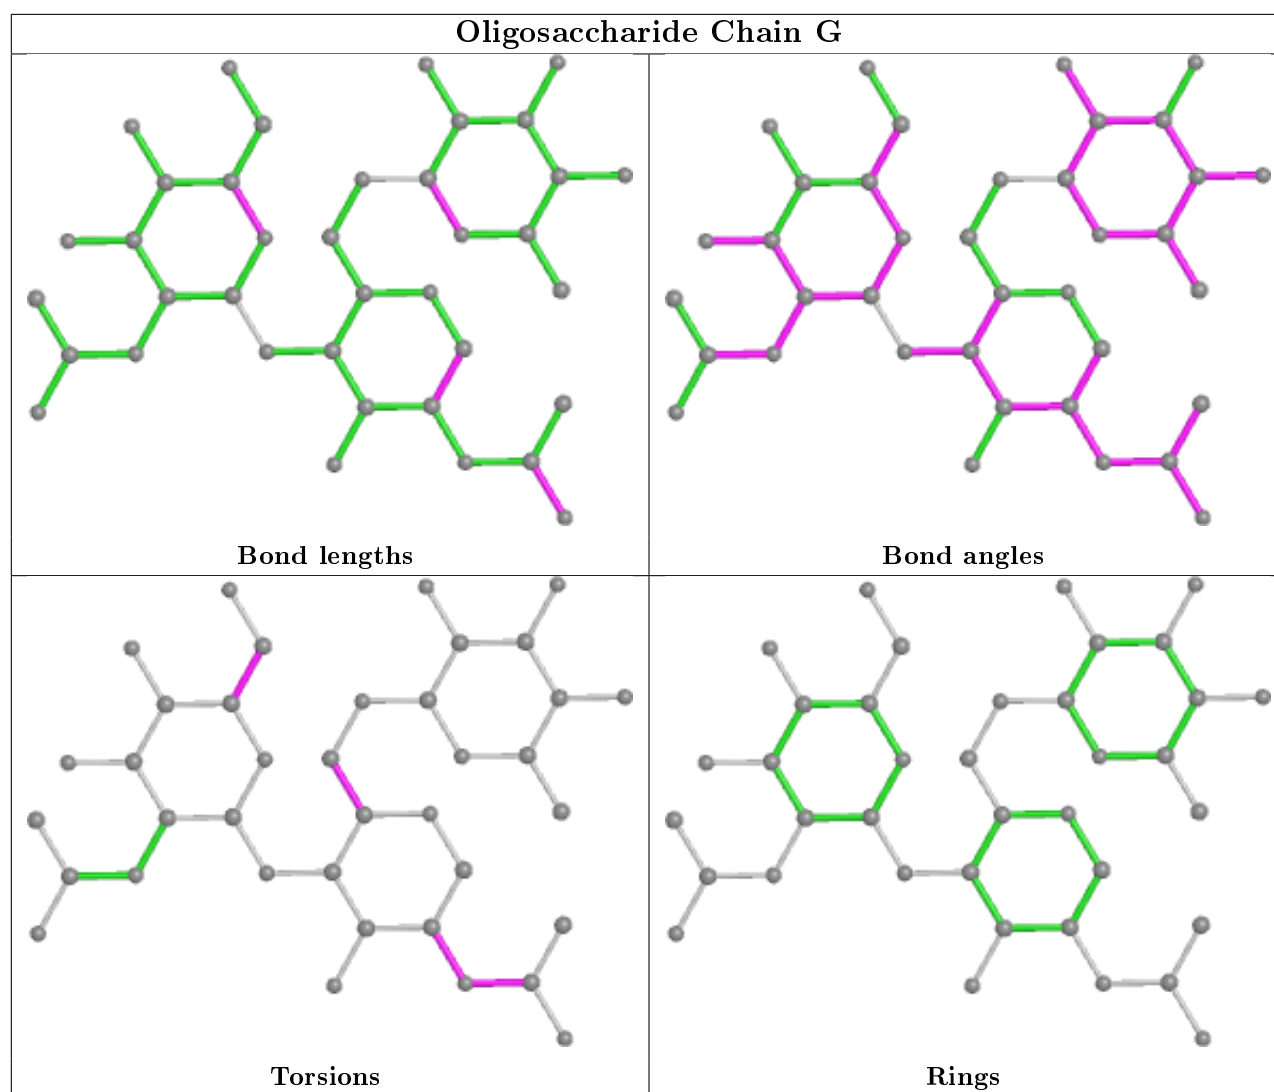 Oligosaccharide Chain G
Bond lengths
Bond angles
Torsions
Rings